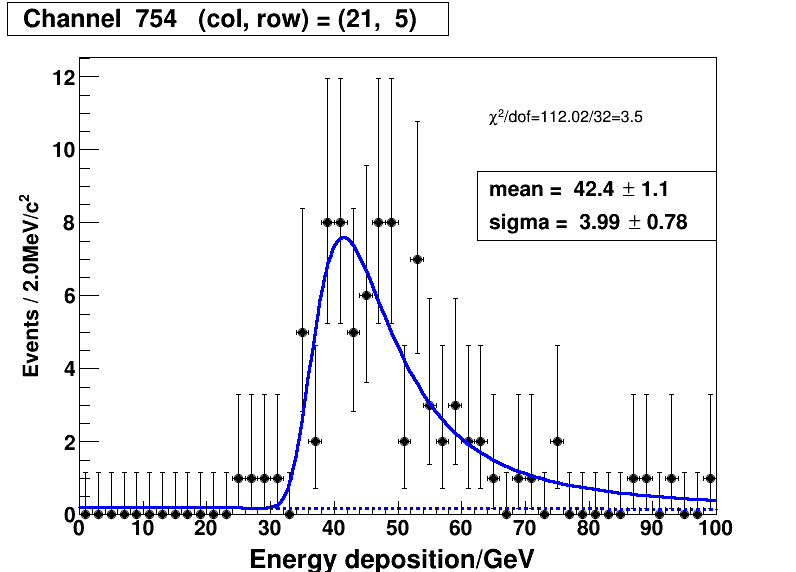 Channel 754 (col, row) = (21, 5)
χ²/dof=112.02/32=3.5
mean = 42.4 ± 1.1
sigma = 3.99 ± 0.78
Events / 2.0MeV/c²
12
10
8
6
4
2
0
0 10 20 30 40 50 60 70 80 90 100
Energy deposition/GeV